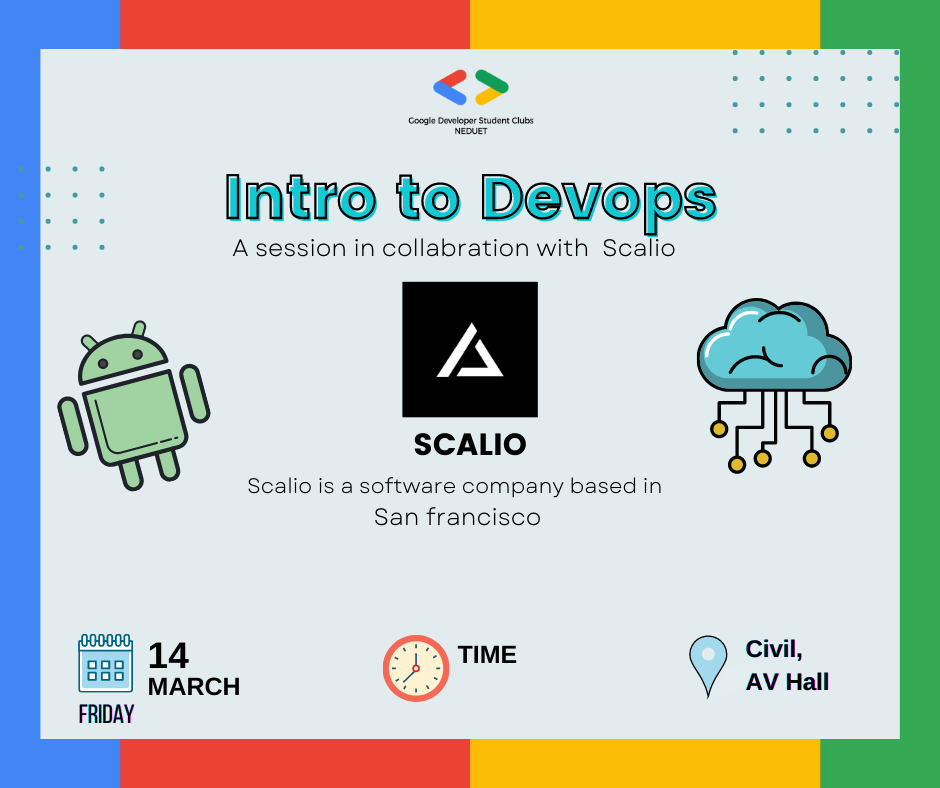 Google Developer Student Clubs
NEDUET
Intro to Devops
A session in collabration with Scalio
SCALIO
Scalio is a software company based in
San francisco
14
MARCH
FRIDAY
TIME
Civil,
AV Hall